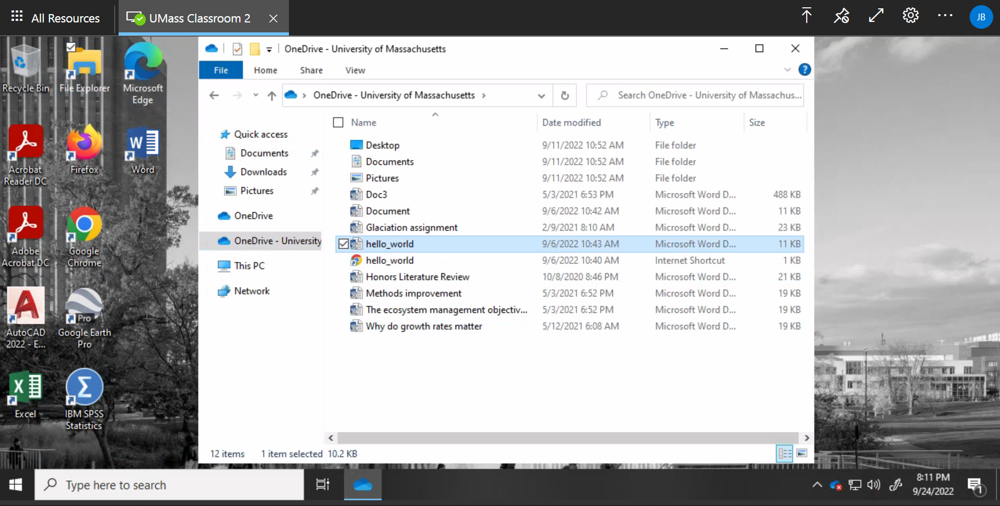 All Resources
UMass Classroom 2
JB
Recycle Bin
File Explorer
Microsoft
Edge
Acrobat
Reader DC
Firefox
Word
Adobe
Acrobat DC
Google
Chrome
AutoCAD
2022 - E...
Pro
Google Earth
Pro
Excel
IBM SPSS
Statistics
OneDrive - University of Massachusetts
File Home Share View
OneDrive - University of Massachusetts
Search OneDrive - University of Massachus...
Quick access
Documents
Downloads
Pictures
OneDrive
OneDrive - University
This PC
Network
Name Date modified Type Size
Desktop 9/11/2022 10:52 AM File folder
Documents 9/11/2022 10:52 AM File folder
Pictures 9/11/2022 10:52 AM File folder
Doc3 5/3/2021 6:53 PM Microsoft Word D... 488 KB
Document 9/6/2022 10:42 AM Microsoft Word D... 11 KB
Glaciation assignment 2/9/2021 8:10 AM Microsoft Word D... 23 KB
hello_world 9/6/2022 10:43 AM Microsoft Word D... 11 KB
hello_world 9/6/2022 10:40 AM Internet Shortcut 1 KB
Honors Literature Review 10/8/2020 8:46 PM Microsoft Word D... 21 KB
Methods improvement 5/3/2021 6:52 PM Microsoft Word D... 19 KB
The ecosystem management objectiv... 5/3/2021 6:52 PM Microsoft Word D... 19 KB
Why do growth rates matter 5/12/2021 6:08 AM Microsoft Word D... 19 KB
12 items 1 item selected 10.2 KB
Type here to search
8:11 PM
9/24/2022
1